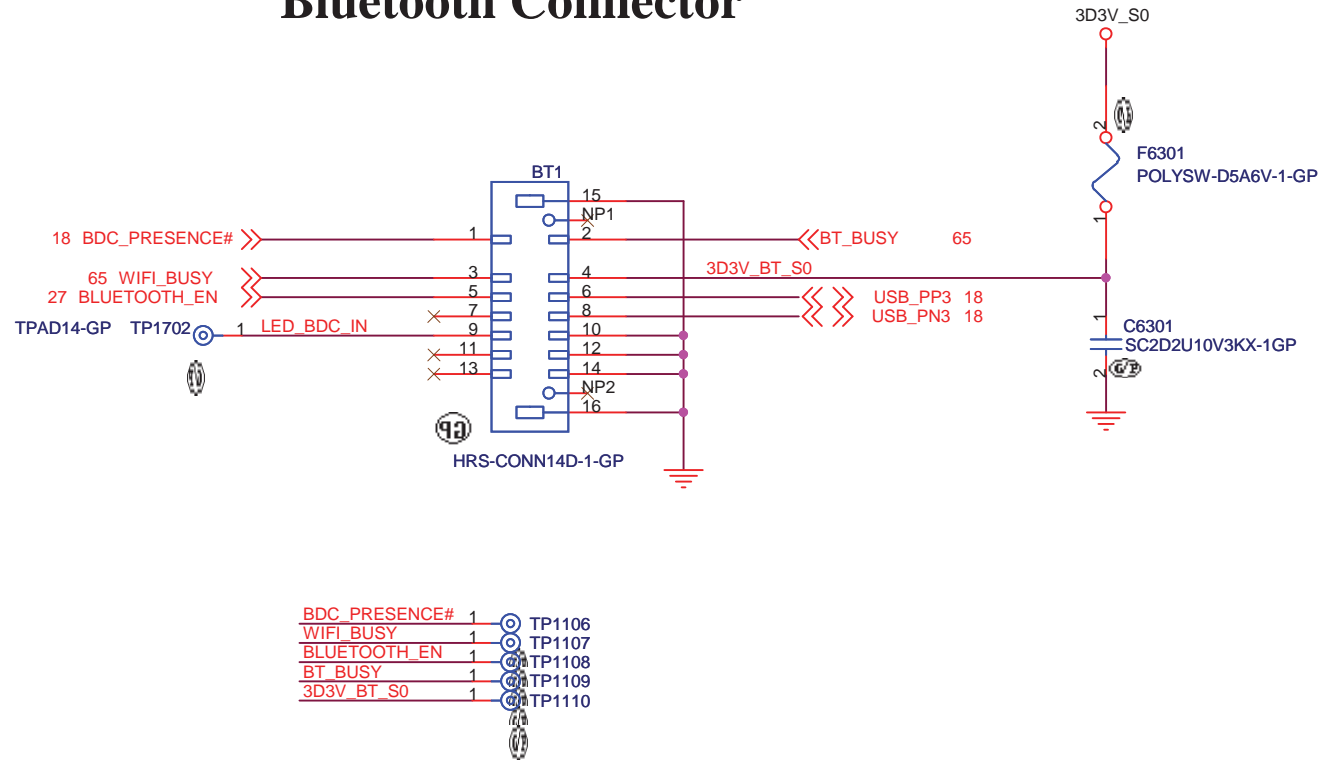 Bluetooth Connector
3D3V_S0
2
F6301
POLYSW-D5A6V-1-GP
1
BT1
15
NP1
18 BDC_PRESENCE# 1 2 BT_BUSY 65
65 WIFI_BUSY 3 4 3D3V_BT_S0
27 BLUETOOTH_EN 5 6 USB_PP3 18
7 8 USB_PN3 18
TPAD14-GP TP1702 1 LED_BDC_IN 9 10
11 12
13 14
NP2
16
1
C6301
SC2D2U10V3KX-1GP
2
G/P
GP
HRS-CONN14D-1-GP
BDC_PRESENCE# 1 TP1106
WIFI_BUSY 1 TP1107
BLUETOOTH_EN 1 TP1108
BT_BUSY 1 TP1109
3D3V_BT_S0 1 TP1110